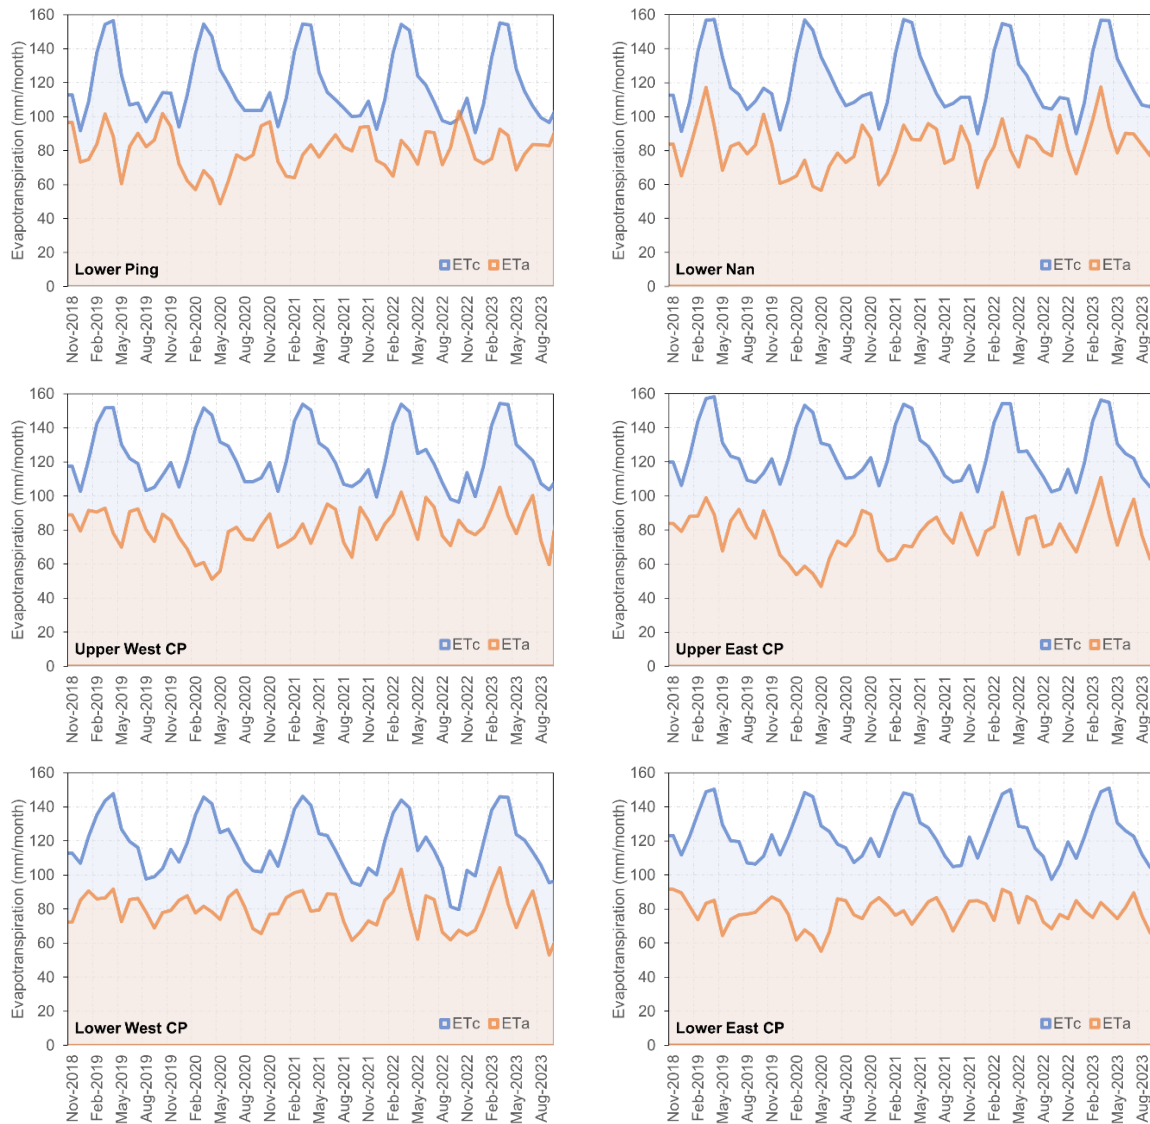 Evapotranspiration (mm/month)
160
140
120
100
80
60
40
20
0
Lower Ping
ETc ETa
Nov-2018 Feb-2019 May-2019 Aug-2019 Nov-2019 Feb-2020 May-2020 Aug-2020 Nov-2020 Feb-2021 May-2021 Aug-2021 Nov-2021 Feb-2022 May-2022 Aug-2022 Nov-2022 Feb-2023 May-2023 Aug-2023
Evapotranspiration (mm/month)
160
140
120
100
80
60
40
20
0
Lower Nan
ETc ETa
Nov-2018 Feb-2019 May-2019 Aug-2019 Nov-2019 Feb-2020 May-2020 Aug-2020 Nov-2020 Feb-2021 May-2021 Aug-2021 Nov-2021 Feb-2022 May-2022 Aug-2022 Nov-2022 Feb-2023 May-2023 Aug-2023
Evapotranspiration (mm/month)
160
140
120
100
80
60
40
20
0
Upper West CP
ETc ETa
Nov-2018 Feb-2019 May-2019 Aug-2019 Nov-2019 Feb-2020 May-2020 Aug-2020 Nov-2020 Feb-2021 May-2021 Aug-2021 Nov-2021 Feb-2022 May-2022 Aug-2022 Nov-2022 Feb-2023 May-2023 Aug-2023
Evapotranspiration (mm/month)
160
140
120
100
80
60
40
20
0
Upper East CP
ETc ETa
Nov-2018 Feb-2019 May-2019 Aug-2019 Nov-2019 Feb-2020 May-2020 Aug-2020 Nov-2020 Feb-2021 May-2021 Aug-2021 Nov-2021 Feb-2022 May-2022 Aug-2022 Nov-2022 Feb-2023 May-2023 Aug-2023
Evapotranspiration (mm/month)
160
140
120
100
80
60
40
20
0
Lower West CP
ETc ETa
Nov-2018 Feb-2019 May-2019 Aug-2019 Nov-2019 Feb-2020 May-2020 Aug-2020 Nov-2020 Feb-2021 May-2021 Aug-2021 Nov-2021 Feb-2022 May-2022 Aug-2022 Nov-2022 Feb-2023 May-2023 Aug-2023
Evapotranspiration (mm/month)
160
140
120
100
80
60
40
20
0
Lower East CP
ETc ETa
Nov-2018 Feb-2019 May-2019 Aug-2019 Nov-2019 Feb-2020 May-2020 Aug-2020 Nov-2020 Feb-2021 May-2021 Aug-2021 Nov-2021 Feb-2022 May-2022 Aug-2022 Nov-2022 Feb-2023 May-2023 Aug-2023